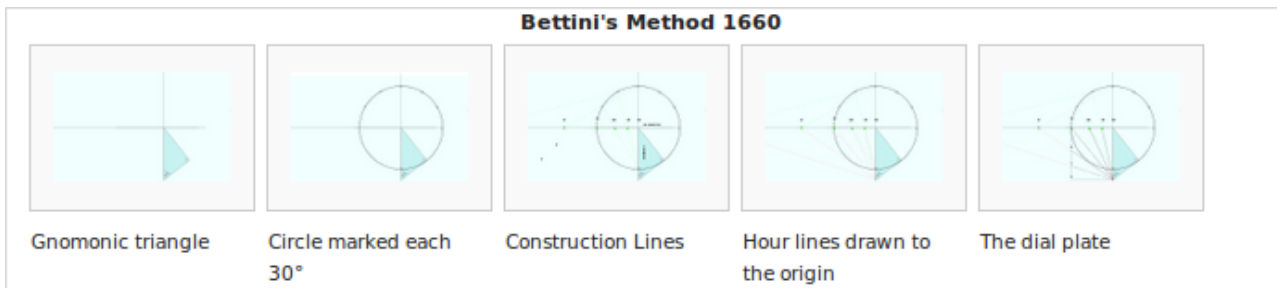 Bettini's Method 1660
Gnomonic triangle
Circle marked each
30°
Construction Lines
Hour lines drawn to
the origin
The dial plate